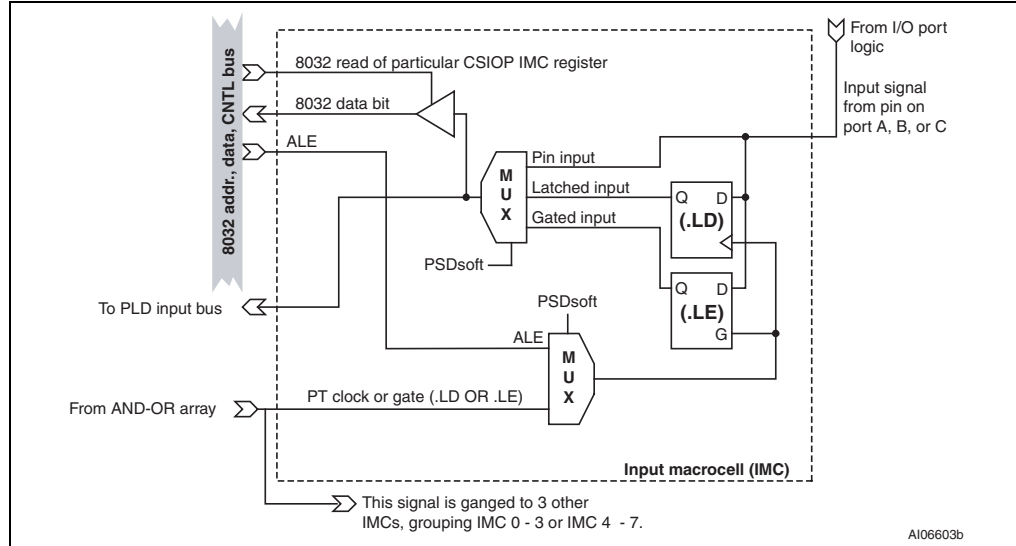 From I/O port
logic
8032 addr., data, CNTL bus
8032 read of particular CSIOP IMC register
8032 data bit
ALE
Input signal
from pin on
port A, B, or C
Pin input
MUX
Latched input
Q D
(.LD)
Gated input
PSDsoft
Q D
(.LE)
G
To PLD input bus
PSDsoft
ALE
MUX
From AND-OR array
PT clock or gate (.LD OR .LE)
Input macrocell (IMC)
This signal is ganged to 3 other
IMCs, grouping IMC 0 - 3 or IMC 4 - 7.
AI06603b